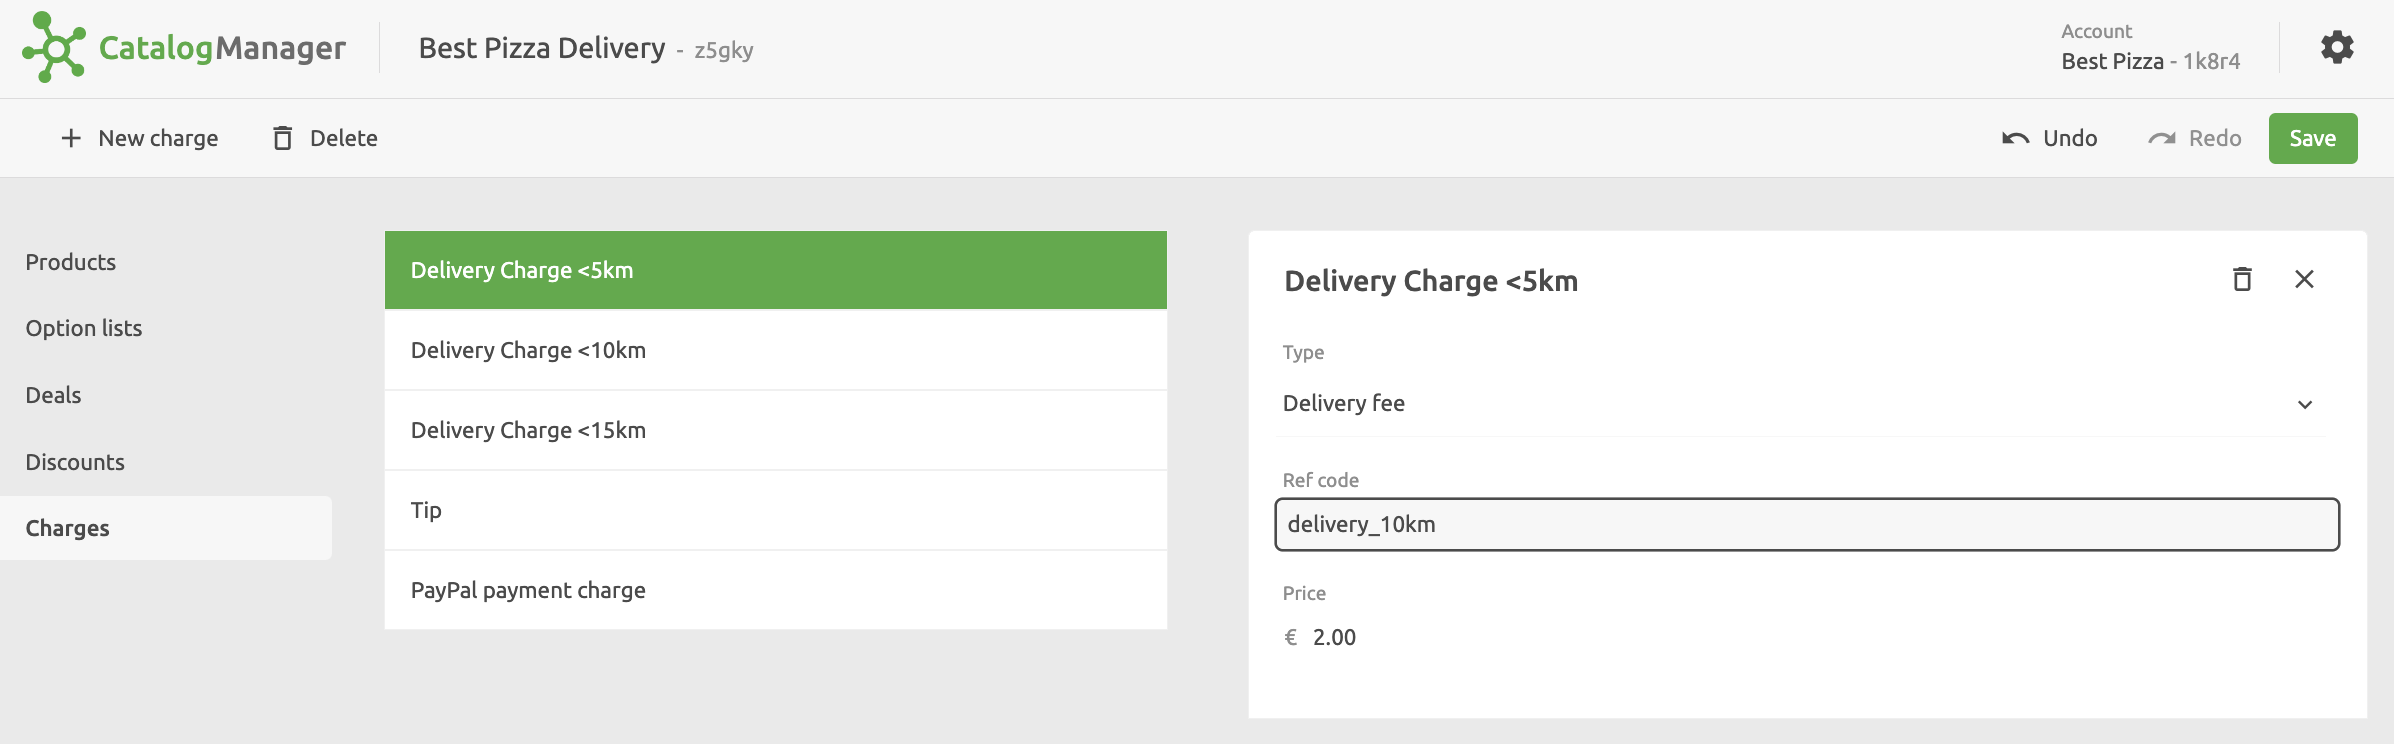 CatalogManager
Best Pizza Delivery - z5gky
Account
Best Pizza - 1k8r4
New charge
Delete
Undo
Redo
Save
Products
Option lists
Deals
Discounts
Charges
Delivery Charge <5km
Delivery Charge <10km
Delivery Charge <15km
Tip
PayPal payment charge
Delivery Charge <5km
Type
Delivery fee
Ref code
delivery_10km
Price
€ 2.00